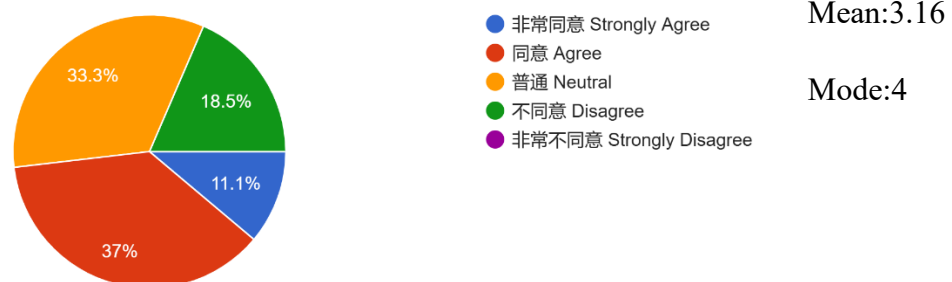 33.3%
18.5%
11.1%
37%
非常同意 Strongly Agree
同意 Agree
普通 Neutral
不同意 Disagree
非常不同意 Strongly Disagree
Mean:3.16
Mode:4